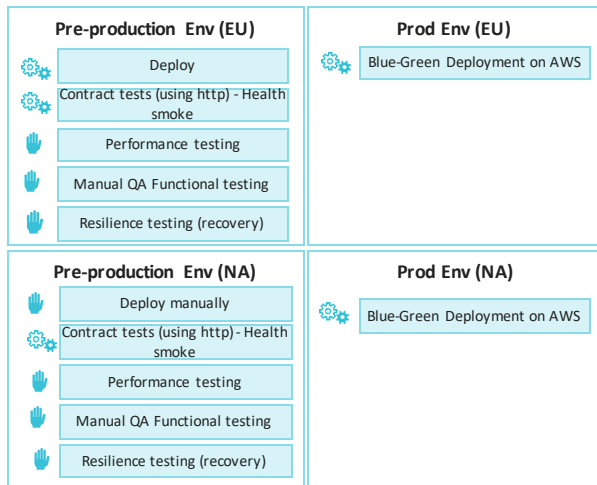 Pre-production Env (EU)
Deploy
Contract tests (using http) - Health
smoke
Performance testing
Manual QA Functional testing
Resilience testing (recovery)
Prod Env (EU)
Blue-Green Deployment on AWS
Pre-production Env (NA)
Deploy manually
Contract tests (using http) - Health
smoke
Performance testing
Manual QA Functional testing
Resilience testing (recovery)
Prod Env (NA)
Blue-Green Deployment on AWS